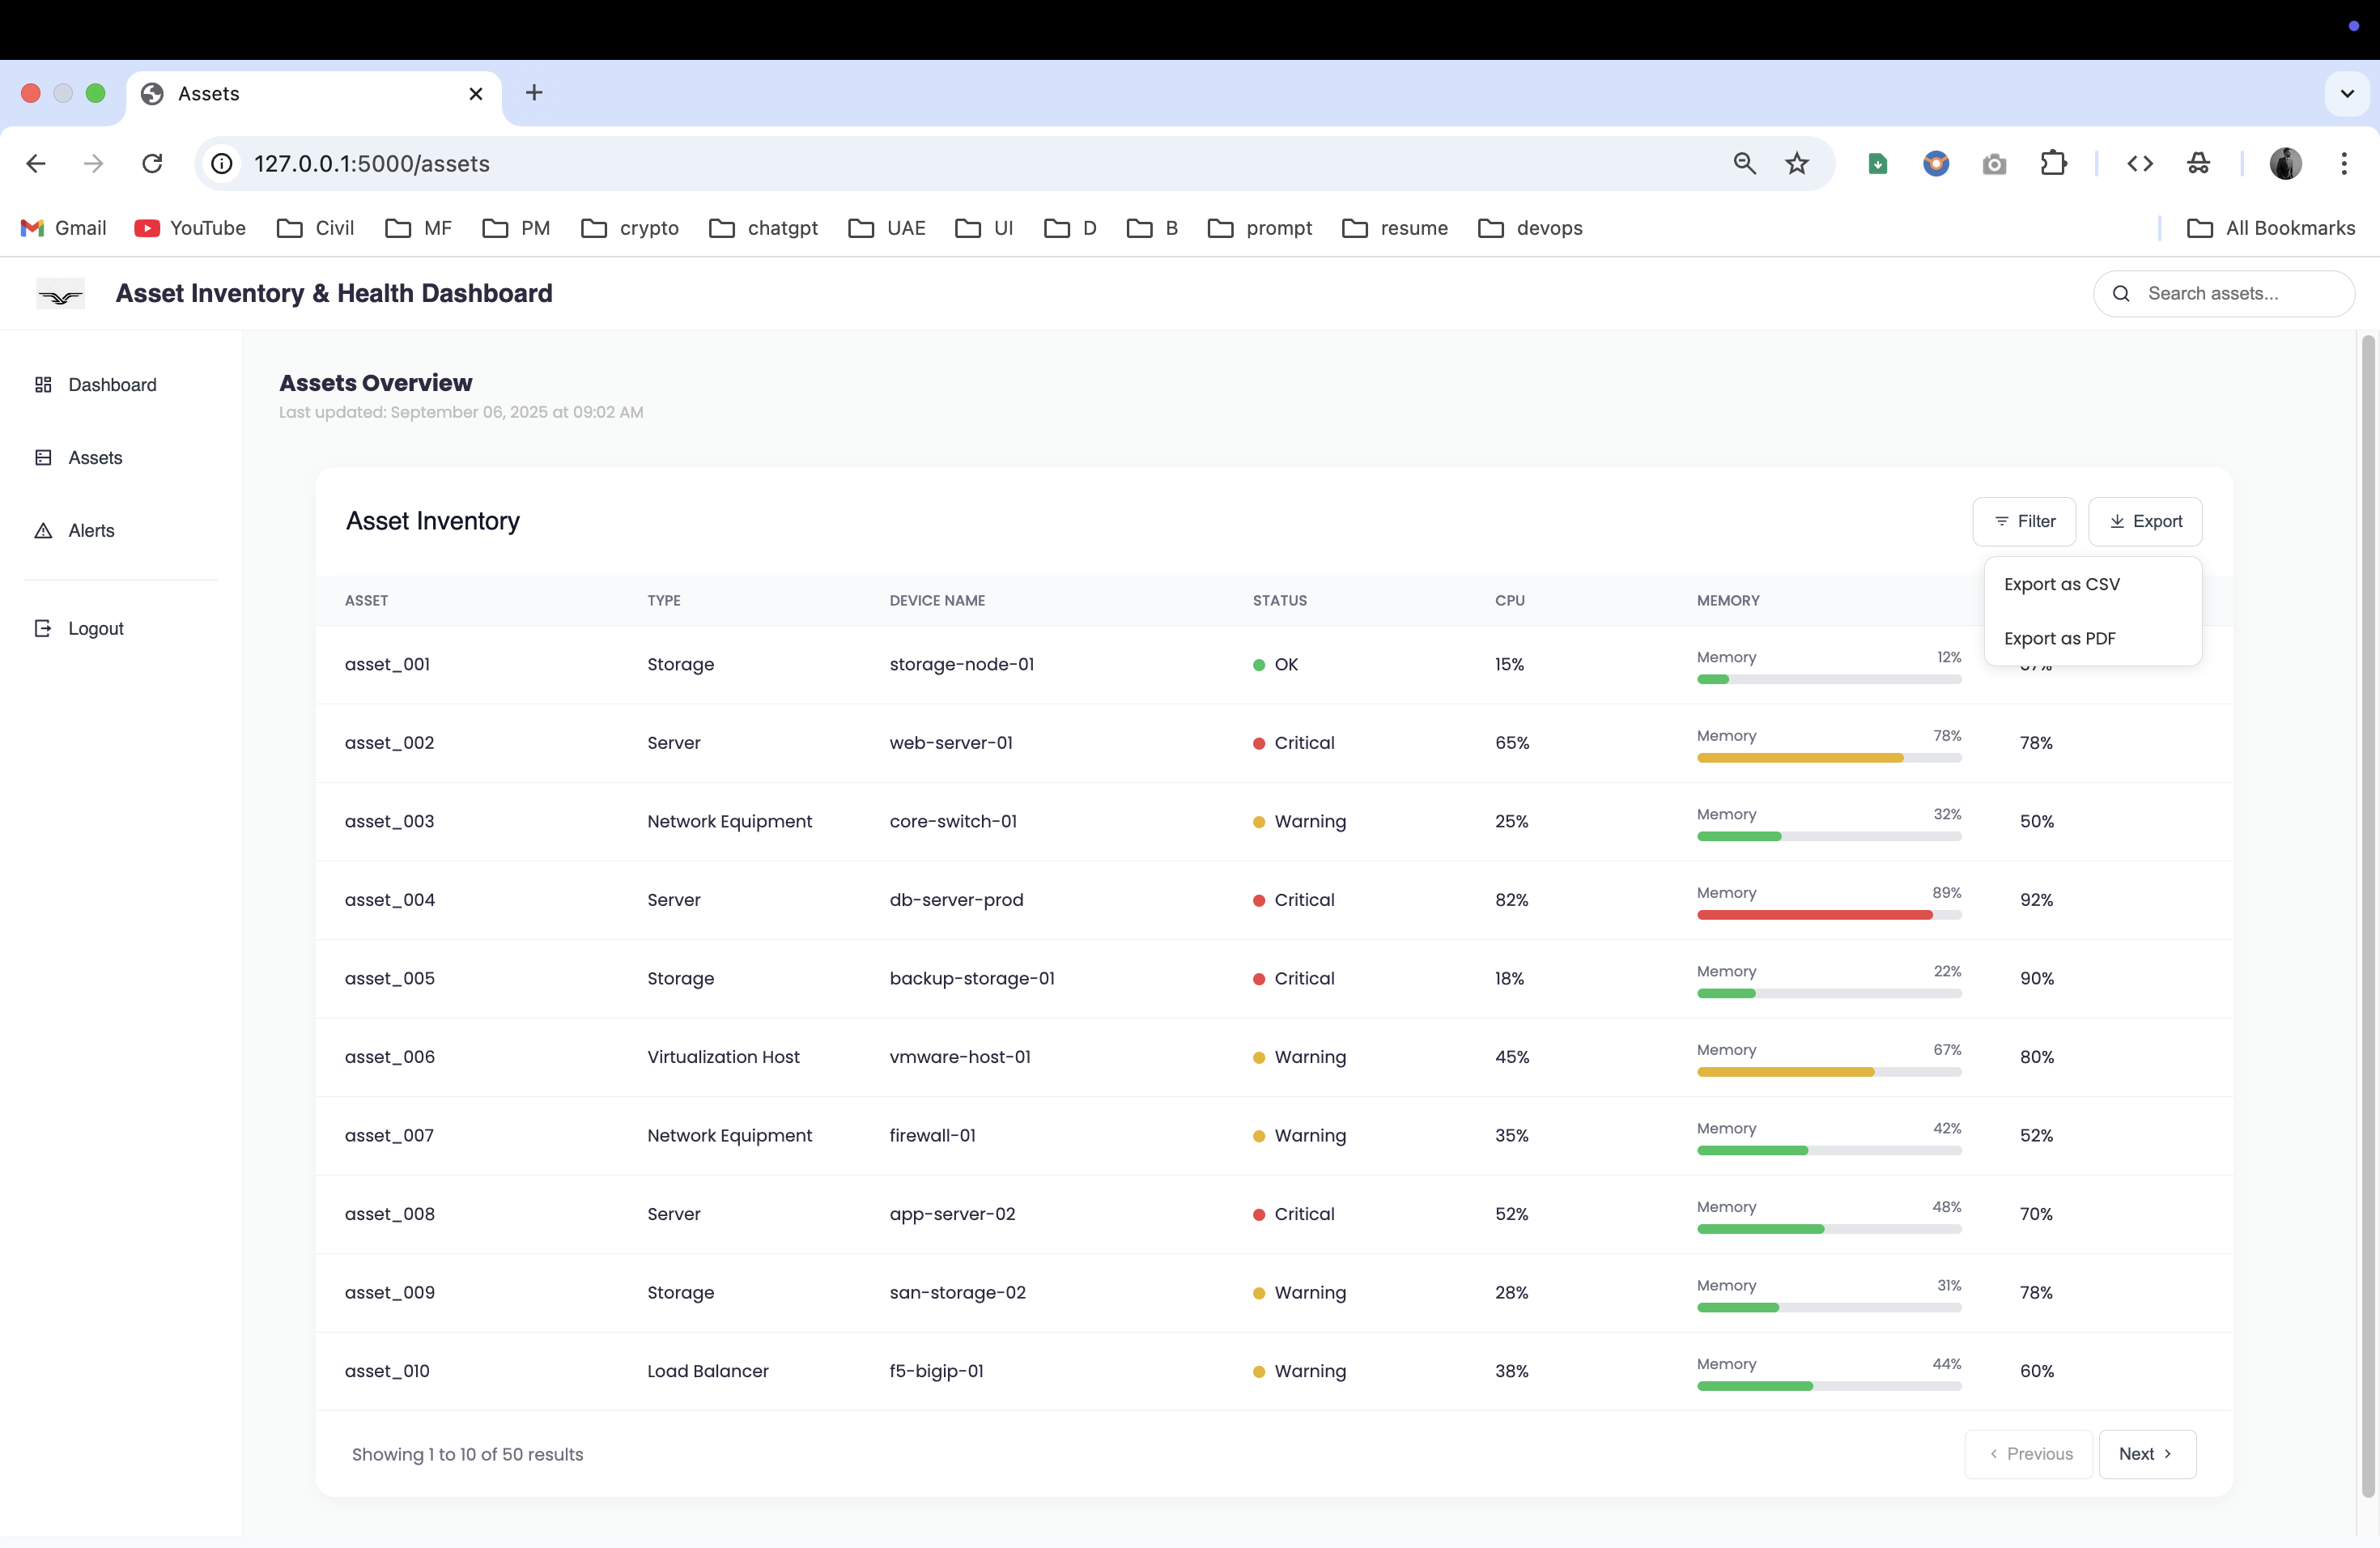 Assets
127.0.0.1:5000/assets
Gmail YouTube Civil MF PM crypto chatgpt UAE UI D B prompt resume devops All Bookmarks
Asset Inventory & Health Dashboard
Search assets...
Dashboard
Assets
Alerts
Logout
Assets Overview
Last updated: September 06, 2025 at 09:02 AM
Asset Inventory
Filter Export
Export as CSV
Export as PDF
ASSET TYPE DEVICE NAME STATUS CPU MEMORY
asset_001 Storage storage-node-01 OK 15% Memory 12%
asset_002 Server web-server-01 Critical 65% Memory 78% 78%
asset_003 Network Equipment core-switch-01 Warning 25% Memory 32% 50%
asset_004 Server db-server-prod Critical 82% Memory 89% 92%
asset_005 Storage backup-storage-01 Critical 18% Memory 22% 90%
asset_006 Virtualization Host vmware-host-01 Warning 45% Memory 67% 80%
asset_007 Network Equipment firewall-01 Warning 35% Memory 42% 52%
asset_008 Server app-server-02 Critical 52% Memory 48% 70%
asset_009 Storage san-storage-02 Warning 28% Memory 31% 78%
asset_010 Load Balancer f5-bigip-01 Warning 38% Memory 44% 60%
Showing 1 to 10 of 50 results
Previous Next